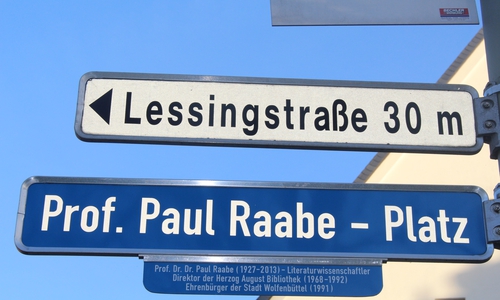 Lessingstraße 30 m
Prof. Paul Raabe - Platz
Prof. Dr. Dr. Paul Raabe (1927-2013) - Literaturwissenschaftler
Direktor der Herzog August Bibliothek (1968-1992)
Ehrenbürger der Stadt Wolfenbüttel (1991)